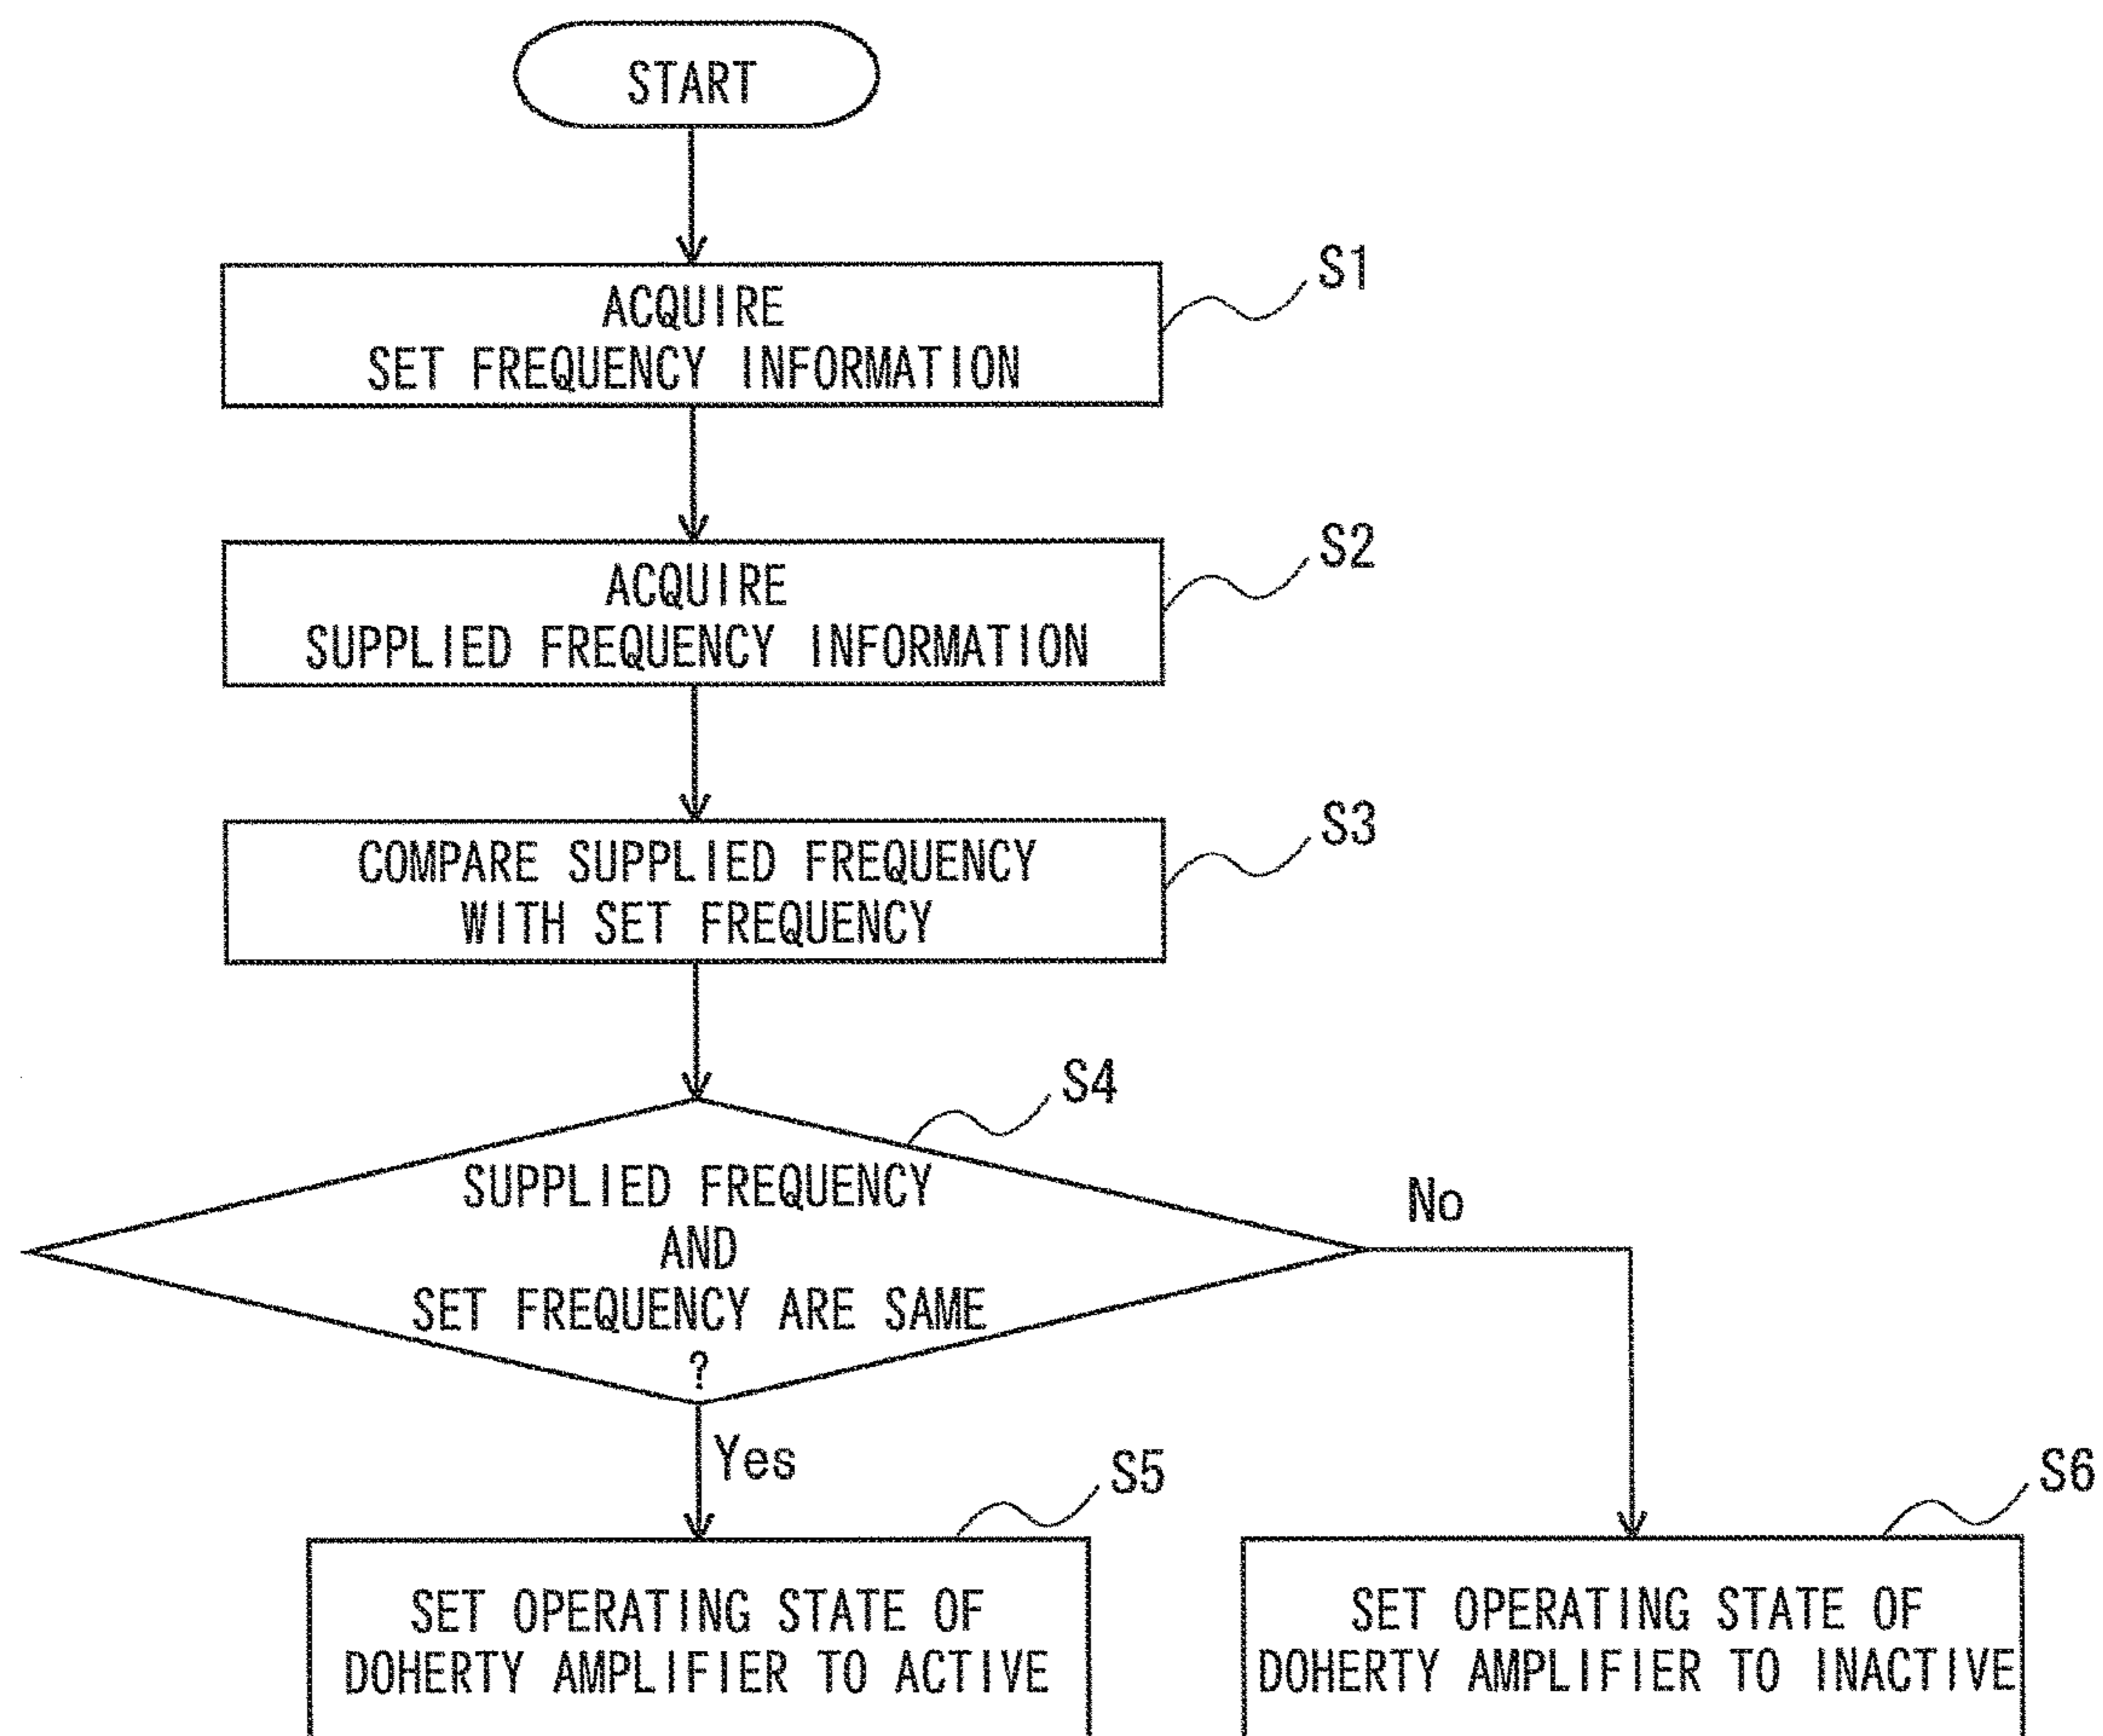 START
S1
ACQUIRE
SET FREQUENCY INFORMATION
S2
ACQUIRE
SUPPLIED FREQUENCY INFORMATION
S3
COMPARE SUPPLIED FREQUENCY
WITH SET FREQUENCY
S4
SUPPLIED FREQUENCY
AND
SET FREQUENCY ARE SAME
?
No
Yes
S5
SET OPERATING STATE OF
DOHERTY AMPLIFIER TO ACTIVE
S6
SET OPERATING STATE OF
DOHERTY AMPLIFIER TO INACTIVE